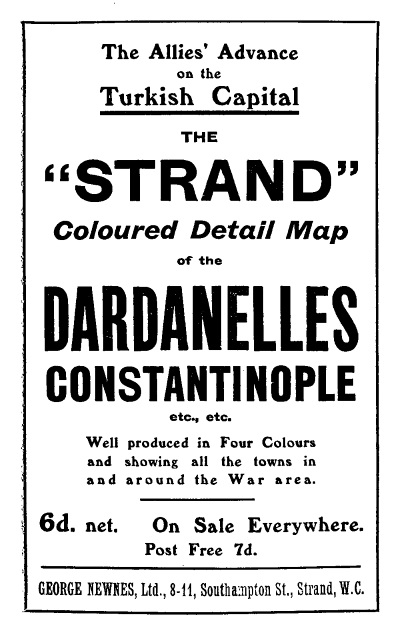 The Allies' Advance
on the
Turkish Capital
THE
"STRAND"
Coloured Detail Map
of the
DARDANELLES
CONSTANTINOPLE
etc., etc.
Well produced in Four Colours
and showing all the towns in
and around the War area.
6d. net. On Sale Everywhere.
Post Free 7d.
GEORGE NEWNES, Ltd., 8-11, Southampton St., Strand, W.C.